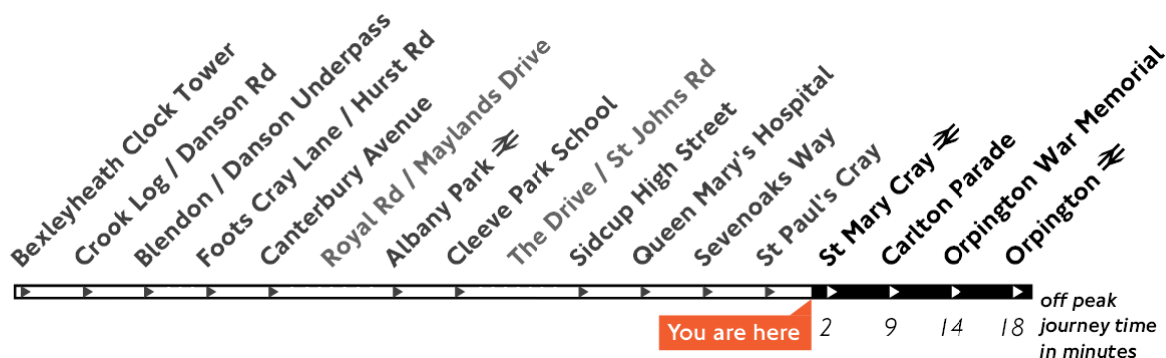 Bexleyheath Clock Tower
Crook Log / Danson Rd
Blendon / Danson Underpass
Foots Cray Lane / Hurst Rd
Canterbury Avenue
Royal Rd / Maylands Drive
Albany Park
Cleeve Park School
The Drive / St Johns Rd
Sidcup High Street
Queen Mary's Hospital
Sevenoaks Way
St Paul's Cray
St Mary Cray
Carlton Parade
Orpington War Memorial
Orpington
You are here
2 9 14 18
off peak
journey time
in minutes